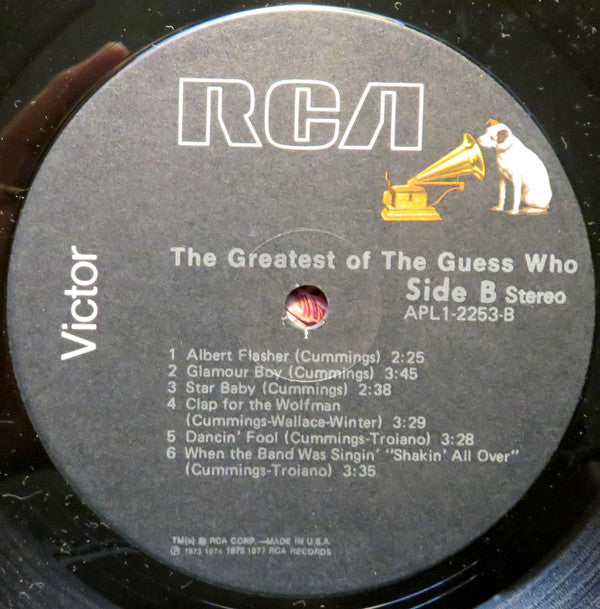 RCA
Victor
The Greatest of The Guess Who
Side B Stereo
APL1-2253-B
1 Albert Flasher (Cummings) 2:25
2 Glamour Boy (Cummings) 3:45
3 Star Baby (Cummings) 2:38
4 Clap for the Wolfman
(Cummings-Wallace-Winter) 3:29
5 Dancin' Fool (Cummings-Troiano) 3:28
6 When the Band Was Singin' "Shakin' All Over"
(Cummings-Troiano) 3:35
TM(s) ® RCA CORP.—MADE IN U.S.A.
℗ 1973 1974 1975 1977 RCA RECORDS